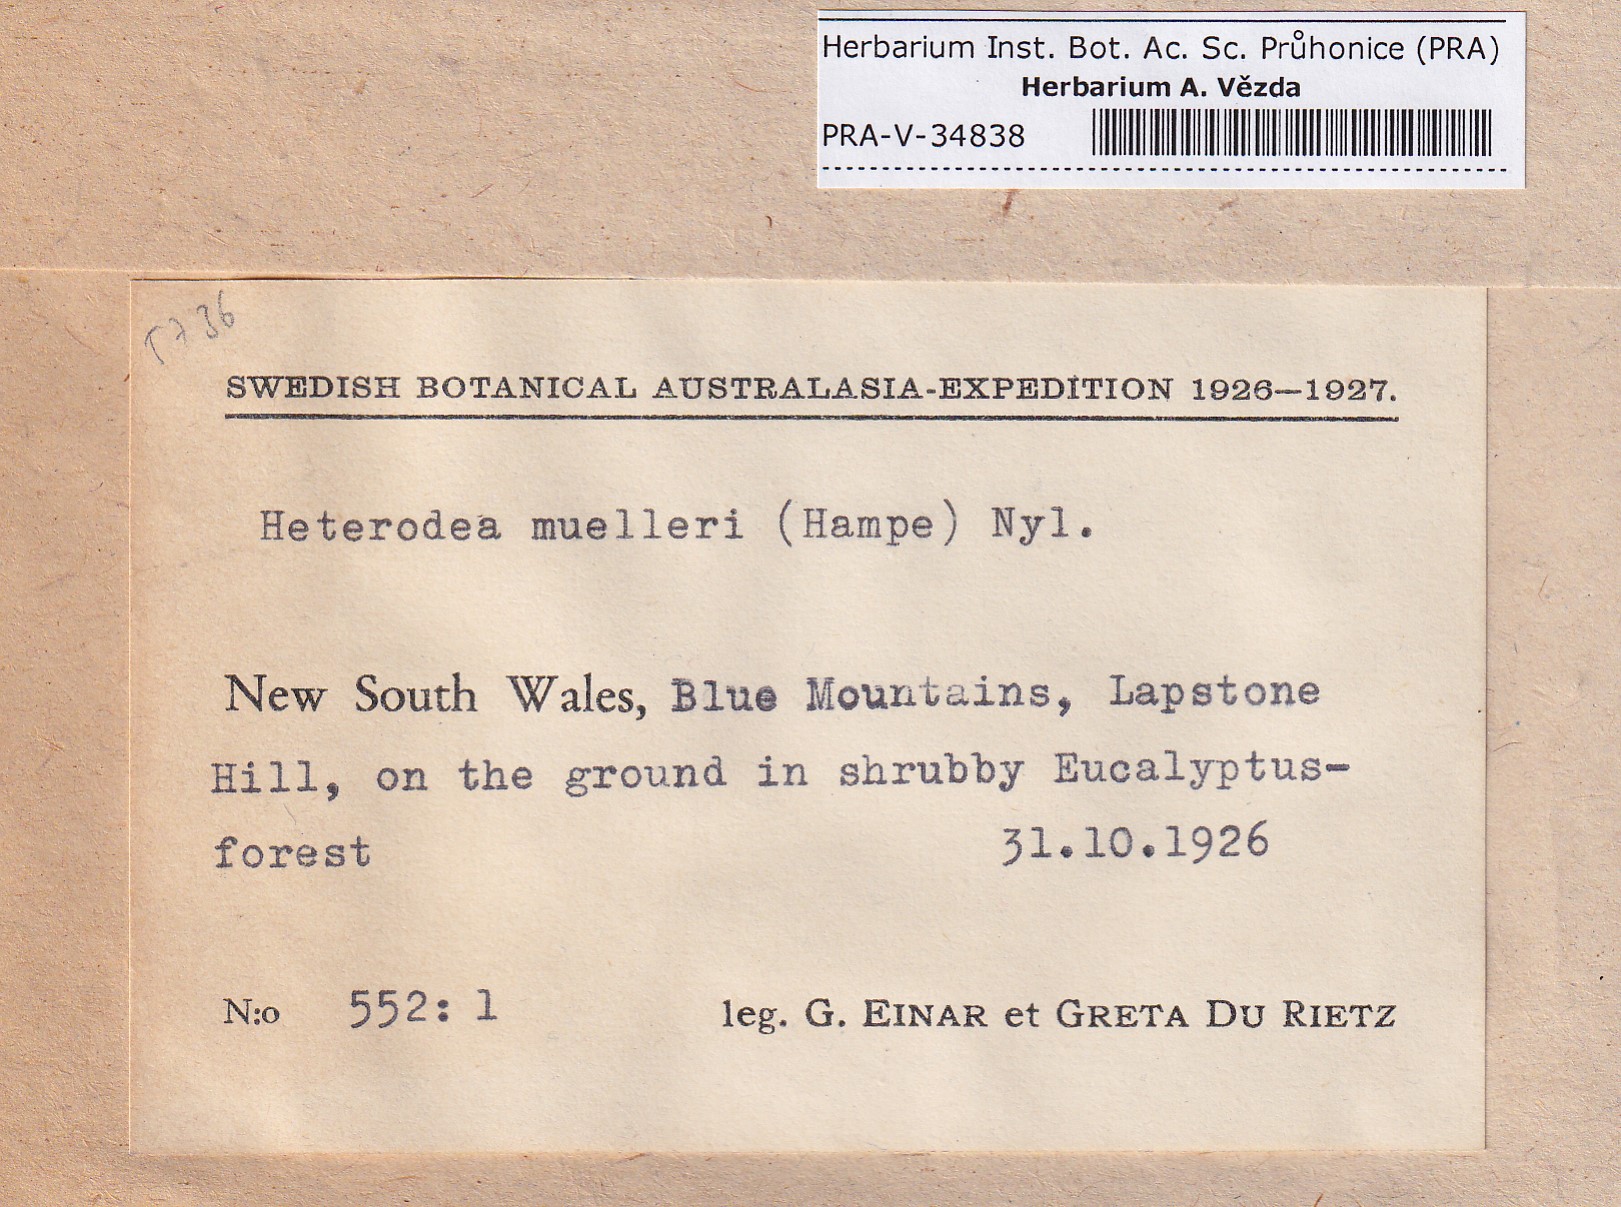 Herbarium Inst. Bot. Ac. Sc. Průhonice (PRA)
Herbarium A. Vězda
PRA-V-34838
T736
SWEDISH BOTANICAL AUSTRALASIA-EXPEDITION 1926—1927.
Heterodea muelleri (Hampe) Nyl.
New South Wales, Blue Mountains, Lapstone
Hill, on the ground in shrubby Eucalyptus-
forest 31.10.1926
N:o 552: 1 leg. G. EINAR et GRETA DU RIETZ